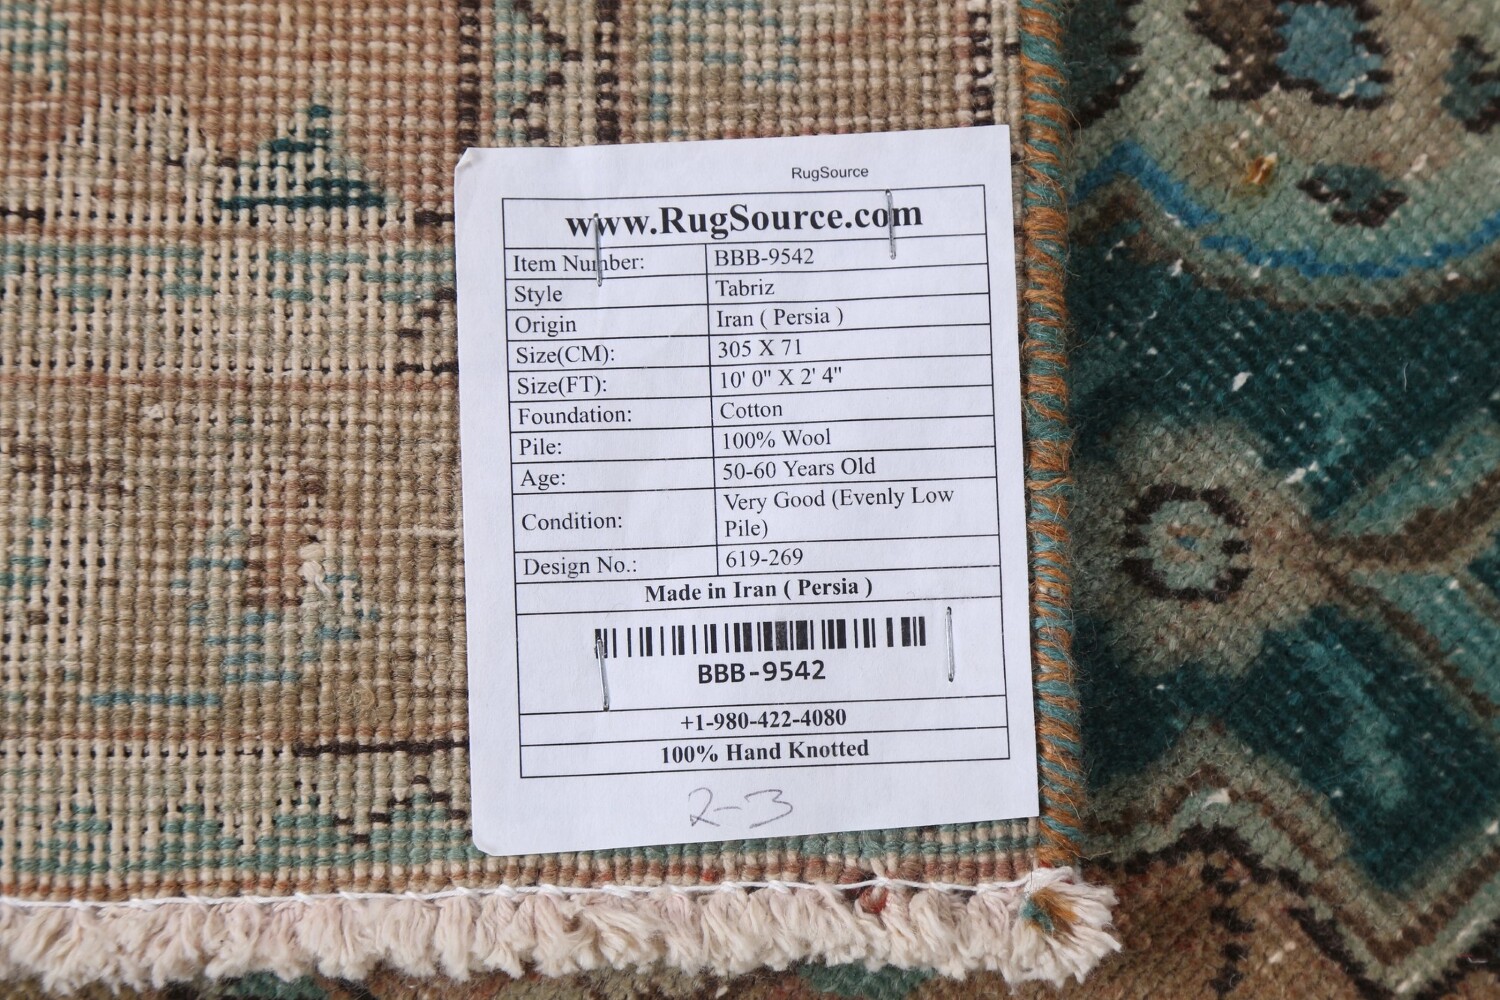 RugSource
www.RugSource.com
Item Number: BBB-9542
Style Tabriz
Origin Iran ( Persia )
Size(CM): 305 X 71
Size(FT): 10' 0" X 2' 4"
Foundation: Cotton
Pile: 100% Wool
Age: 50-60 Years Old
Condition: Very Good (Evenly Low
Pile)
Design No.: 619-269
Made in Iran ( Persia )
BBB-9542
+1-980-422-4080
100% Hand Knotted
2-3